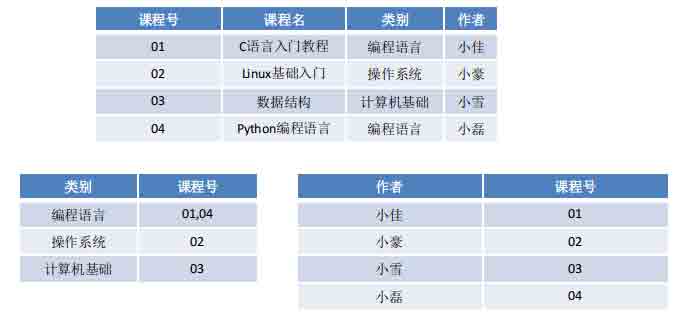 课程号 课程名 类别 作者
01 C语言入门教程 编程语言 小佳
02 Linux基础入门 操作系统 小豪
03 数据结构 计算机基础 小雪
04 Python编程语言 编程语言 小磊
类别 课程号
编程语言 01,04
操作系统 02
计算机基础 03
作者 课程号
小佳 01
小豪 02
小雪 03
小磊 04